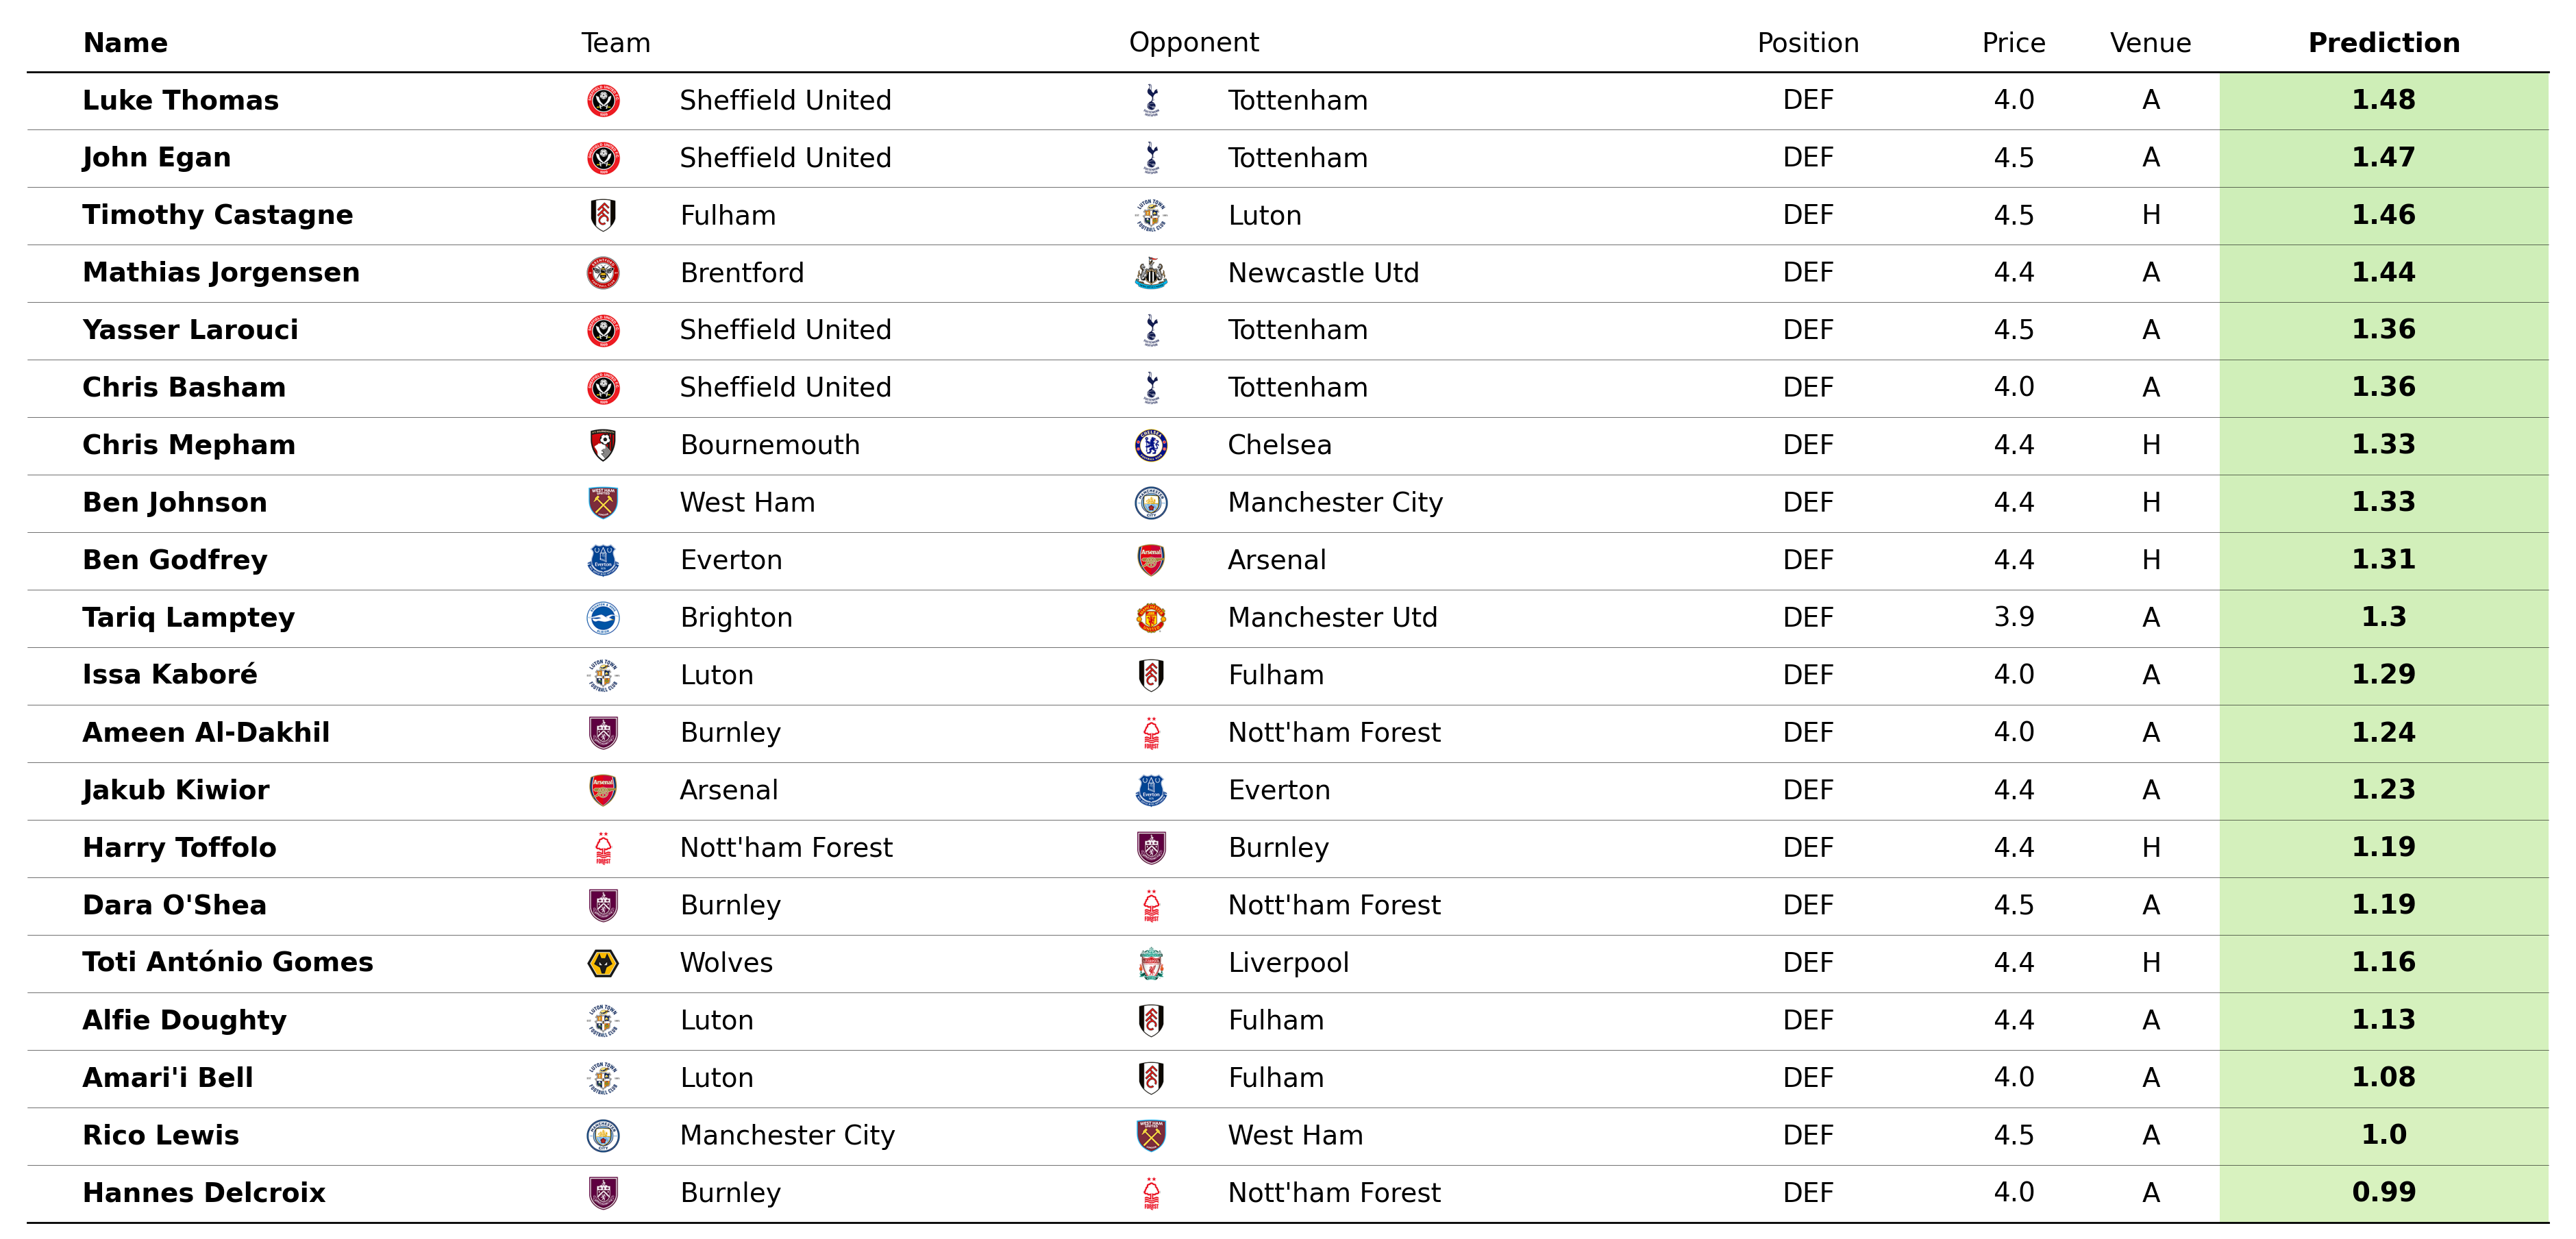 Name Team Opponent Position Price Venue Prediction
Luke Thomas Sheffield United Tottenham DEF 4.0 A 1.48
John Egan Sheffield United Tottenham DEF 4.5 A 1.47
Timothy Castagne Fulham Luton DEF 4.5 H 1.46
Mathias Jorgensen Brentford Newcastle Utd DEF 4.4 A 1.44
Yasser Larouci Sheffield United Tottenham DEF 4.5 A 1.36
Chris Basham Sheffield United Tottenham DEF 4.0 A 1.36
Chris Mepham Bournemouth Chelsea DEF 4.4 H 1.33
Ben Johnson West Ham Manchester City DEF 4.4 H 1.33
Ben Godfrey Everton Arsenal DEF 4.4 H 1.31
Tariq Lamptey Brighton Manchester Utd DEF 3.9 A 1.3
Issa Kaboré Luton Fulham DEF 4.0 A 1.29
Ameen Al-Dakhil Burnley Nott'ham Forest DEF 4.0 A 1.24
Jakub Kiwior Arsenal Everton DEF 4.4 A 1.23
Harry Toffolo Nott'ham Forest Burnley DEF 4.4 H 1.19
Dara O'Shea Burnley Nott'ham Forest DEF 4.5 A 1.19
Toti António Gomes Wolves Liverpool DEF 4.4 H 1.16
Alfie Doughty Luton Fulham DEF 4.4 A 1.13
Amari'i Bell Luton Fulham DEF 4.0 A 1.08
Rico Lewis Manchester City West Ham DEF 4.5 A 1.0
Hannes Delcroix Burnley Nott'ham Forest DEF 4.0 A 0.99